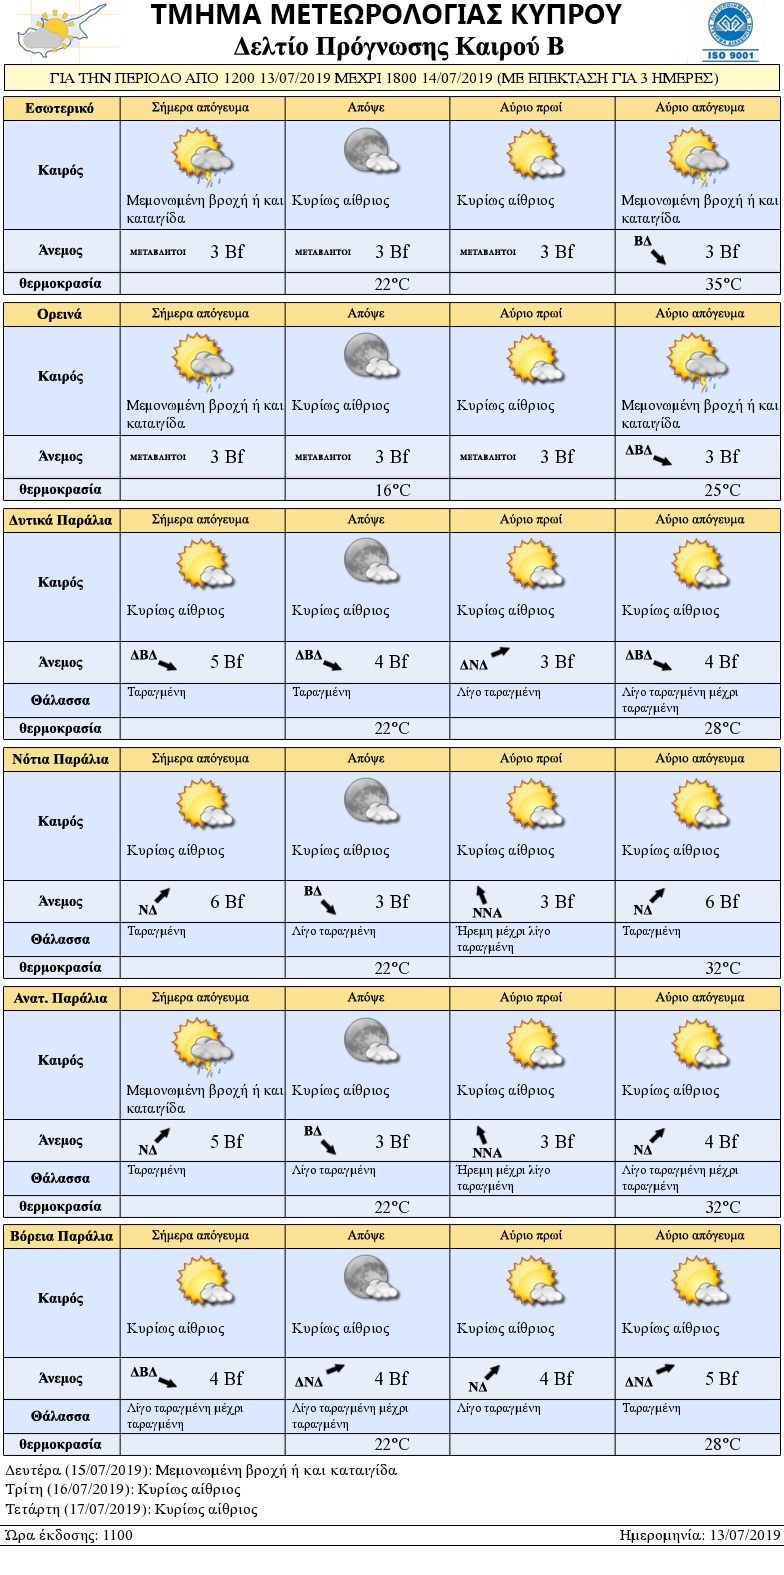 ΤΜΗΜΑ ΜΕΤΕΩΡΟΛΟΓΙΑΣ ΚΥΠΡΟΥ
Δελτίο Πρόγνωσης Καιρού Β
ISO 9001
ΓΙΑ ΤΗΝ ΠΕΡΙΟΔΟ ΑΠΟ 1200 13/07/2019 ΜΕΧΡΙ 1800 14/07/2019 (ΜΕ ΕΠΕΚΤΑΣΗ ΓΙΑ 3 ΗΜΕΡΕΣ)
Εσωτερικό Σήμερα απόγευμα Απόψε Αύριο πρωί Αύριο απόγευμα
Καιρός
Μεμονωμένη βροχή ή και Κυρίως αίθριος Κυρίως αίθριος Μεμονωμένη βροχή ή και
καταιγίδα καταιγίδα
Άνεμος ΜΕΤΑΒΛΗΤΟΙ 3 Bf ΜΕΤΑΒΛΗΤΟΙ 3 Bf ΜΕΤΑΒΛΗΤΟΙ 3 Bf ΒΔ 3 Bf
θερμοκρασία 22°C 35°C
Ορεινά Σήμερα απόγευμα Απόψε Αύριο πρωί Αύριο απόγευμα
Καιρός
Μεμονωμένη βροχή ή και Κυρίως αίθριος Κυρίως αίθριος Μεμονωμένη βροχή ή και
καταιγίδα καταιγίδα
Άνεμος ΜΕΤΑΒΛΗΤΟΙ 3 Bf ΜΕΤΑΒΛΗΤΟΙ 3 Bf ΜΕΤΑΒΛΗΤΟΙ 3 Bf ΔΒΔ 3 Bf
θερμοκρασία 16°C 25°C
Δυτικά Παράλια Σήμερα απόγευμα Απόψε Αύριο πρωί Αύριο απόγευμα
Καιρός
Κυρίως αίθριος Κυρίως αίθριος Κυρίως αίθριος Κυρίως αίθριος
Άνεμος ΔΒΔ 5 Bf ΔΒΔ 4 Bf ΔΝΔ 3 Bf ΔΒΔ 4 Bf
Θάλασσα Ταραγμένη Ταραγμένη Λίγο ταραγμένη Λίγο ταραγμένη μέχρι
ταραγμένη
θερμοκρασία 22°C 28°C
Νότια Παράλια Σήμερα απόγευμα Απόψε Αύριο πρωί Αύριο απόγευμα
Καιρός
Κυρίως αίθριος Κυρίως αίθριος Κυρίως αίθριος Κυρίως αίθριος
Άνεμος ΝΔ 6 Bf ΒΔ 3 Bf ΝΝΑ 3 Bf ΝΔ 6 Bf
Θάλασσα Ταραγμένη Λίγο ταραγμένη Ήρεμη μέχρι λίγο Ταραγμένη
ταραγμένη
θερμοκρασία 22°C 32°C
Ανατ. Παράλια Σήμερα απόγευμα Απόψε Αύριο πρωί Αύριο απόγευμα
Καιρός
Μεμονωμένη βροχή ή και Κυρίως αίθριος Κυρίως αίθριος Κυρίως αίθριος
καταιγίδα
Άνεμος ΝΔ 5 Bf ΒΔ 3 Bf ΝΝΑ 3 Bf ΝΔ 4 Bf
Θάλασσα Ταραγμένη Λίγο ταραγμένη Ήρεμη μέχρι λίγο Λίγο ταραγμένη μέχρι
ταραγμένη ταραγμένη
θερμοκρασία 22°C 32°C
Βόρεια Παράλια Σήμερα απόγευμα Απόψε Αύριο πρωί Αύριο απόγευμα
Καιρός
Κυρίως αίθριος Κυρίως αίθριος Κυρίως αίθριος Κυρίως αίθριος
Άνεμος ΔΒΔ 4 Bf ΔΝΔ 4 Bf ΝΔ 4 Bf ΔΝΔ 5 Bf
Θάλασσα Λίγο ταραγμένη μέχρι Λίγο ταραγμένη μέχρι Λίγο ταραγμένη Ταραγμένη
ταραγμένη ταραγμένη
θερμοκρασία 22°C 28°C
Δευτέρα (15/07/2019): Μεμονωμένη βροχή ή και καταιγίδα
Τρίτη (16/07/2019): Κυρίως αίθριος
Τετάρτη (17/07/2019): Κυρίως αίθριος
Ώρα έκδοσης: 1100 Ημερομηνία: 13/07/2019